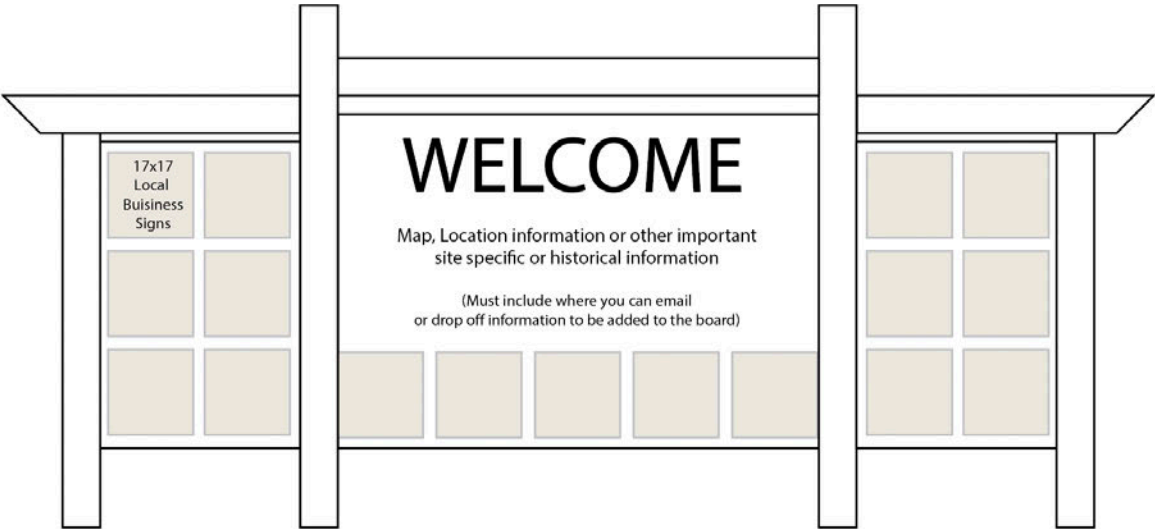 17x17
Local
Buisiness
Signs
WELCOME
Map, Location information or other important
site specific or historical information
(Must include where you can email
or drop off information to be added to the board)